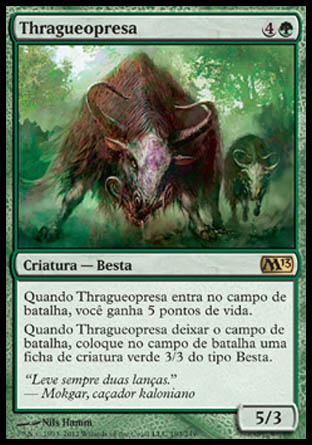 Thragueopresa 4
Criatura — Besta M13
Quando Thragueopresa entra no campo de
batalha, você ganha 5 pontos de vida.
Quando Thragueopresa deixar o campo de
batalha, coloque no campo de batalha uma
ficha de criatura verde 3/3 do tipo Besta.
"Leve sempre duas lanças."
— Mokgar, caçador kaloniano
Nils Hamm
5/3